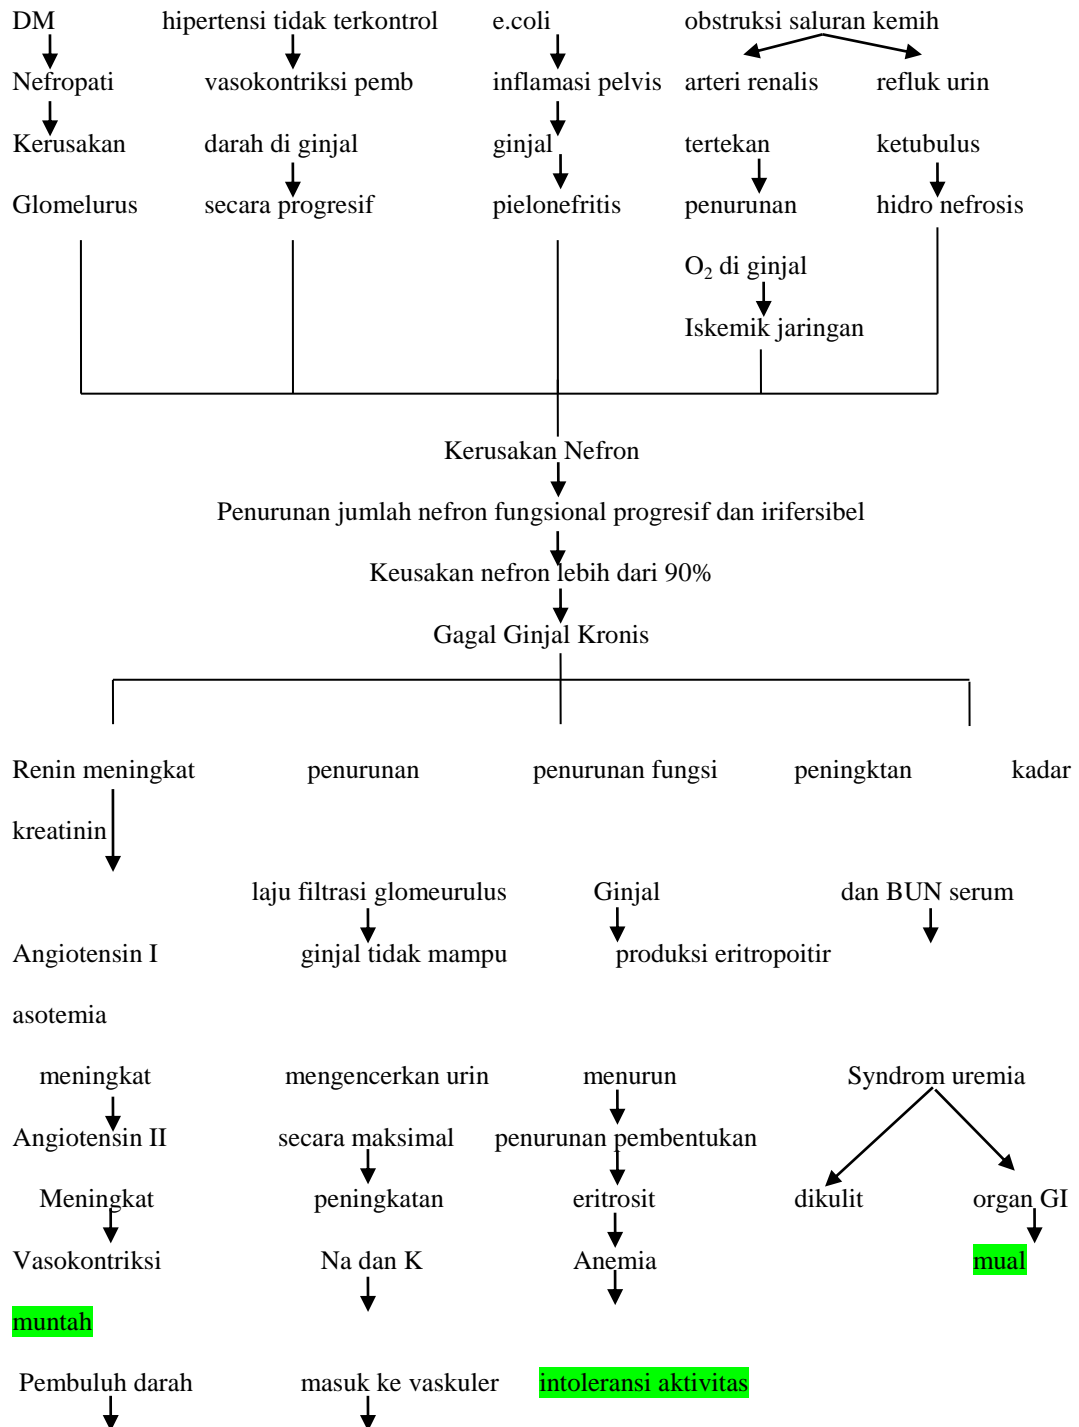 DM hipertensi tidak terkontrol e.coli obstruksi saluran kemih
Nefropati vasokontriksi pemb inflamasi pelvis arteri renalis refluk urin
Kerusakan darah di ginjal ginjal tertekan ketubulus
Glomelurus secara progresif pielonefritis penurunan hidro nefrosis
O₂ di ginjal
Iskemik jaringan
Kerusakan Nefron
Penurunan jumlah nefron fungsional progresif dan irifersibel
Keusakan nefron lebih dari 90%
Gagal Ginjal Kronis
Renin meningkat penurunan penurunan fungsi peningktan kadar
kreatinin
laju filtrasi glomeurulus Ginjal dan BUN serum
Angiotensin I ginjal tidak mampu produksi eritropoitir
asotemia
meningkat mengencerkan urin menurun Syndrom uremia
Angiotensin II secara maksimal penurunan pembentukan
Meningkat peningkatan eritrosit dikulit organ GI
Vasokontriksi Na dan K Anemia mual
muntah
Pembuluh darah masuk ke vaskuler intoleransi aktivitas